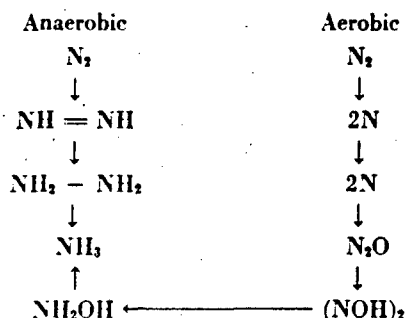 Anaerobic Aerobic
N₂ N₂
↓ ↓
NH = NH 2N
↓ ↓
NH₂ – NH₂ 2N
↓ ↓
NH₃ N₂O
↑ ↓
NH₂OH ← (NOH)₂